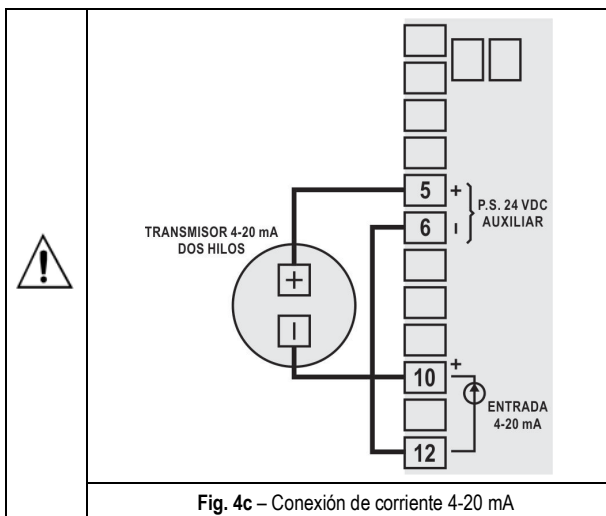 5 +
P.S. 24 VDC
AUXILIAR
6 –
TRANSMISOR 4-20 mA
DOS HILOS
+
–
10 +
ENTRADA
4-20 mA
12
Fig. 4c – Conexión de corriente 4-20 mA